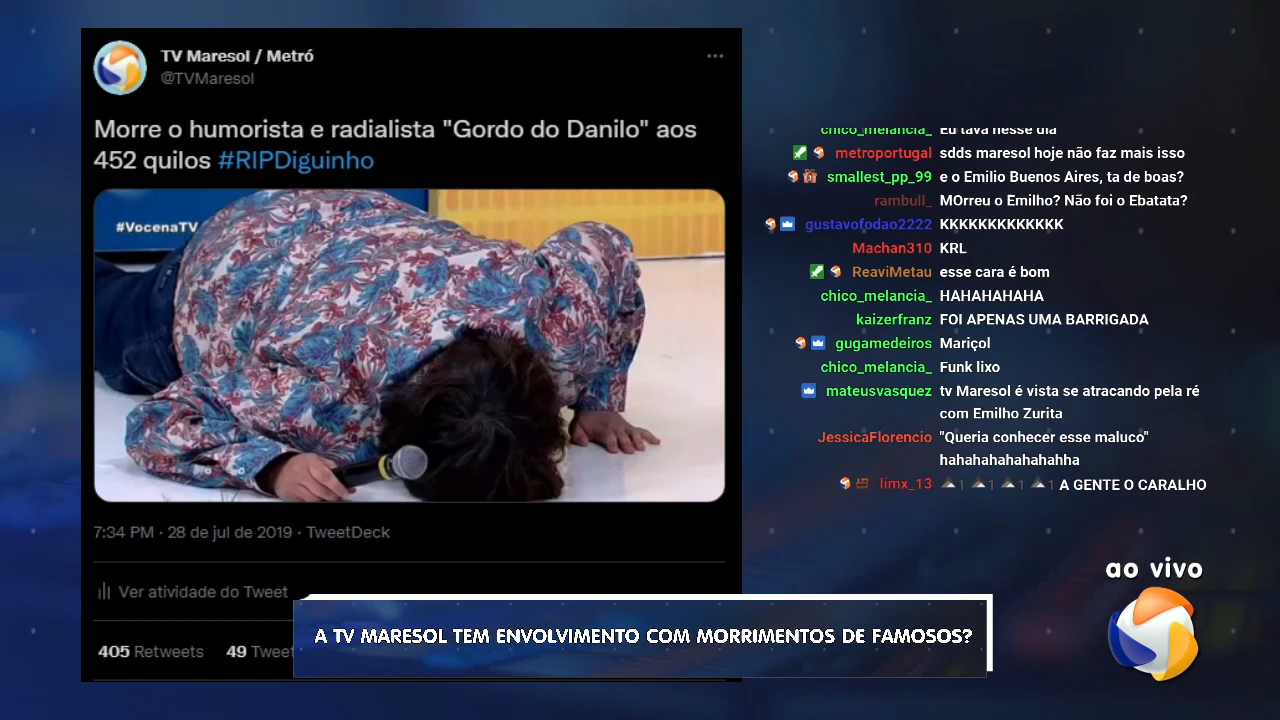 TV Maresol / Metró
@TVMaresol
Morre o humorista e radialista "Gordo do Danilo" aos
452 quilos #RIPDiguinho
#VocenaTV
7:34 PM · 28 de jul de 2019 · TweetDeck
Ver atividade do Tweet
405 Retweets 49 Tweet
chico_melancia_ Eu tava nesse dia
metroportugal sdds maresol hoje não faz mais isso
smallest_pp_99 e o Emilio Buenos Aires, ta de boas?
rambull_ MOrreu o Emilho? Não foi o Ebatata?
gustavofodao2222 KKKKKKKKKKKKK
Machan310 KRL
ReaviMetau esse cara é bom
chico_melancia_ HAHAHAHAHA
kaizerfranz FOI APENAS UMA BARRIGADA
gugamedeiros Mariçol
chico_melancia_ Funk lixo
mateusvasquez tv Maresol é vista se atracando pela ré
com Emilho Zurita
JessicaFlorencio "Queria conhecer esse maluco"
hahahahahahahahha
limx_13 1 1 1 1 A GENTE O CARALHO
ao vivo
A TV MARESOL TEM ENVOLVIMENTO COM MORRIMENTOS DE FAMOSOS?